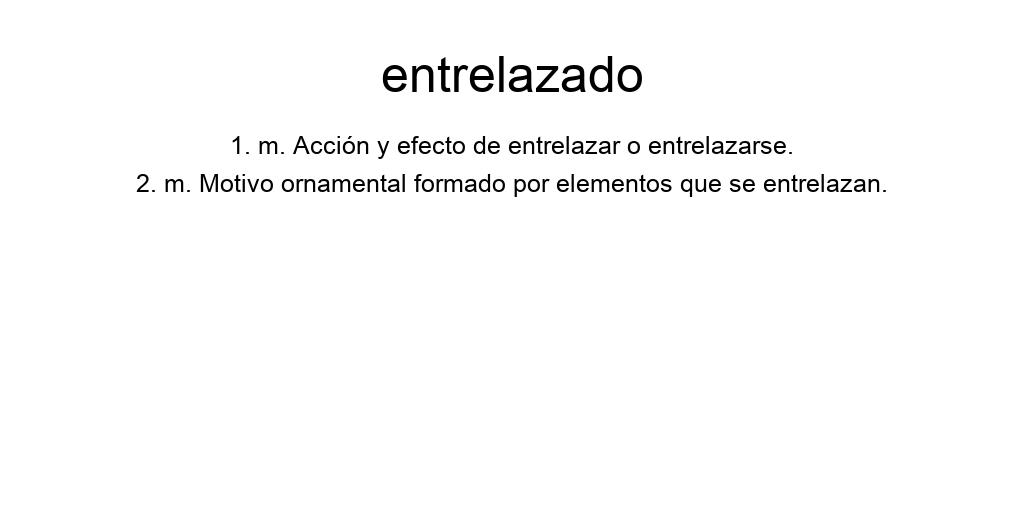 entrelazado
1. m. Acción y efecto de entrelazar o entrelazarse.
2. m. Motivo ornamental formado por elementos que se entrelazan.